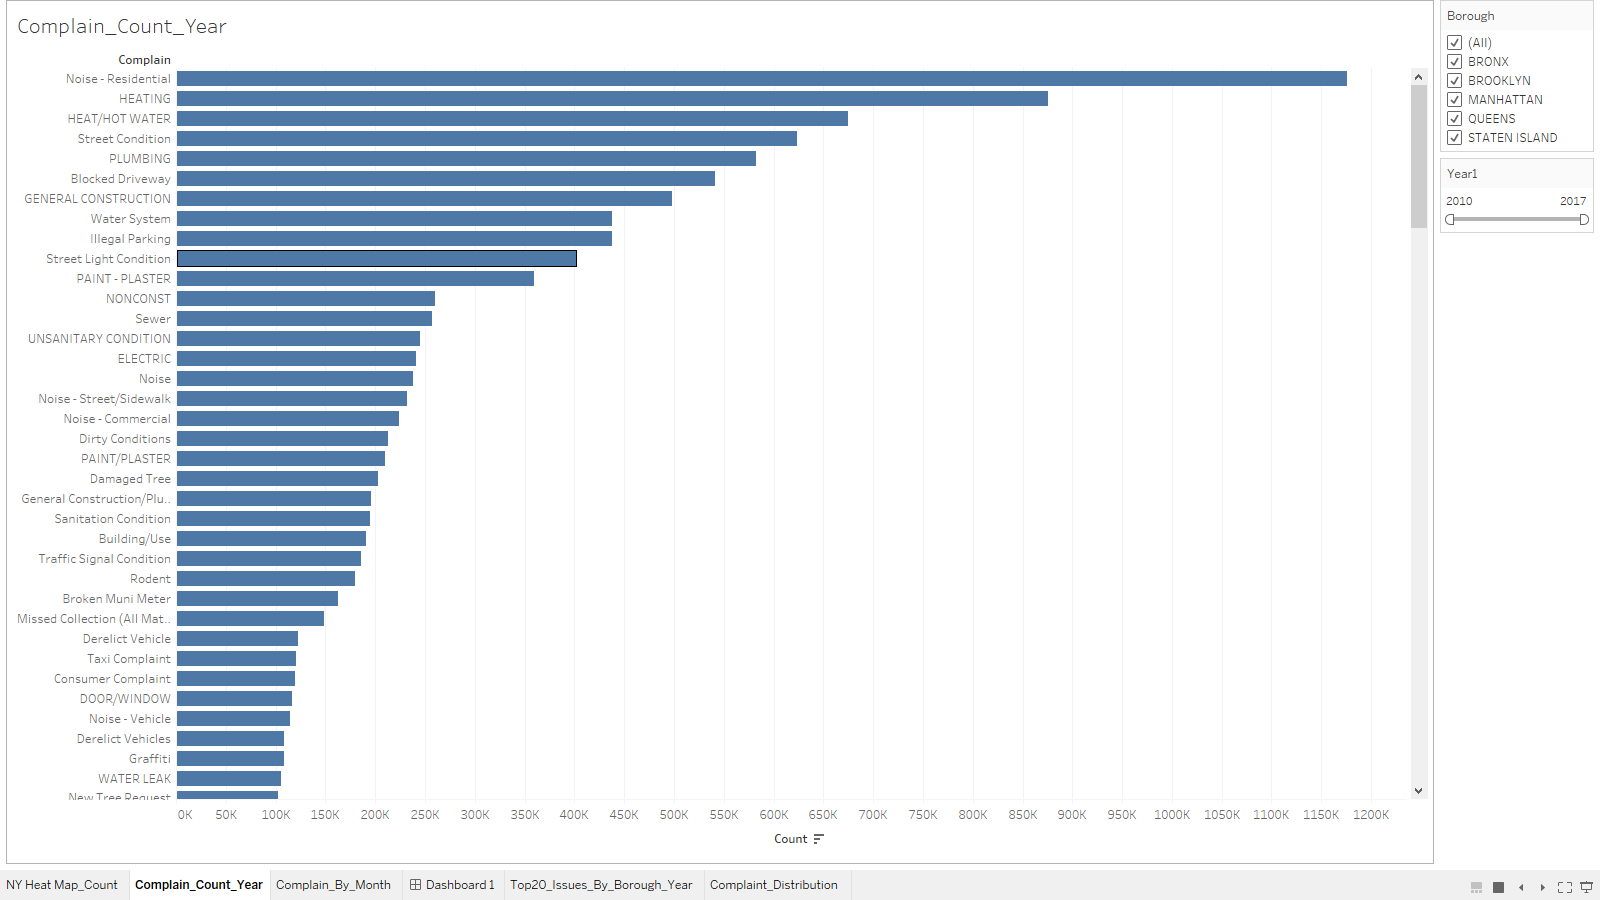 Complain_Count_Year
Complain
Noise - Residential
HEATING
HEAT/HOT WATER
Street Condition
PLUMBING
Blocked Driveway
GENERAL CONSTRUCTION
Water System
Illegal Parking
Street Light Condition
PAINT - PLASTER
NONCONST
Sewer
UNSANITARY CONDITION
ELECTRIC
Noise
Noise - Street/Sidewalk
Noise - Commercial
Dirty Conditions
PAINT/PLASTER
Damaged Tree
General Construction/Plu..
Sanitation Condition
Building/Use
Traffic Signal Condition
Rodent
Broken Muni Meter
Missed Collection (All Mat..
Derelict Vehicle
Taxi Complaint
Consumer Complaint
DOOR/WINDOW
Noise - Vehicle
Derelict Vehicles
Graffiti
WATER LEAK
New Tree Request
0K 50K 100K 150K 200K 250K 300K 350K 400K 450K 500K 550K 600K 650K 700K 750K 800K 850K 900K 950K 1000K 1050K 1100K 1150K 1200K
Count
Borough
(All)
BRONX
BROOKLYN
MANHATTAN
QUEENS
STATEN ISLAND
Year1
2010 2017
NY Heat Map_Count Complain_Count_Year Complain_By_Month Dashboard 1 Top20_Issues_By_Borough_Year Complaint_Distribution